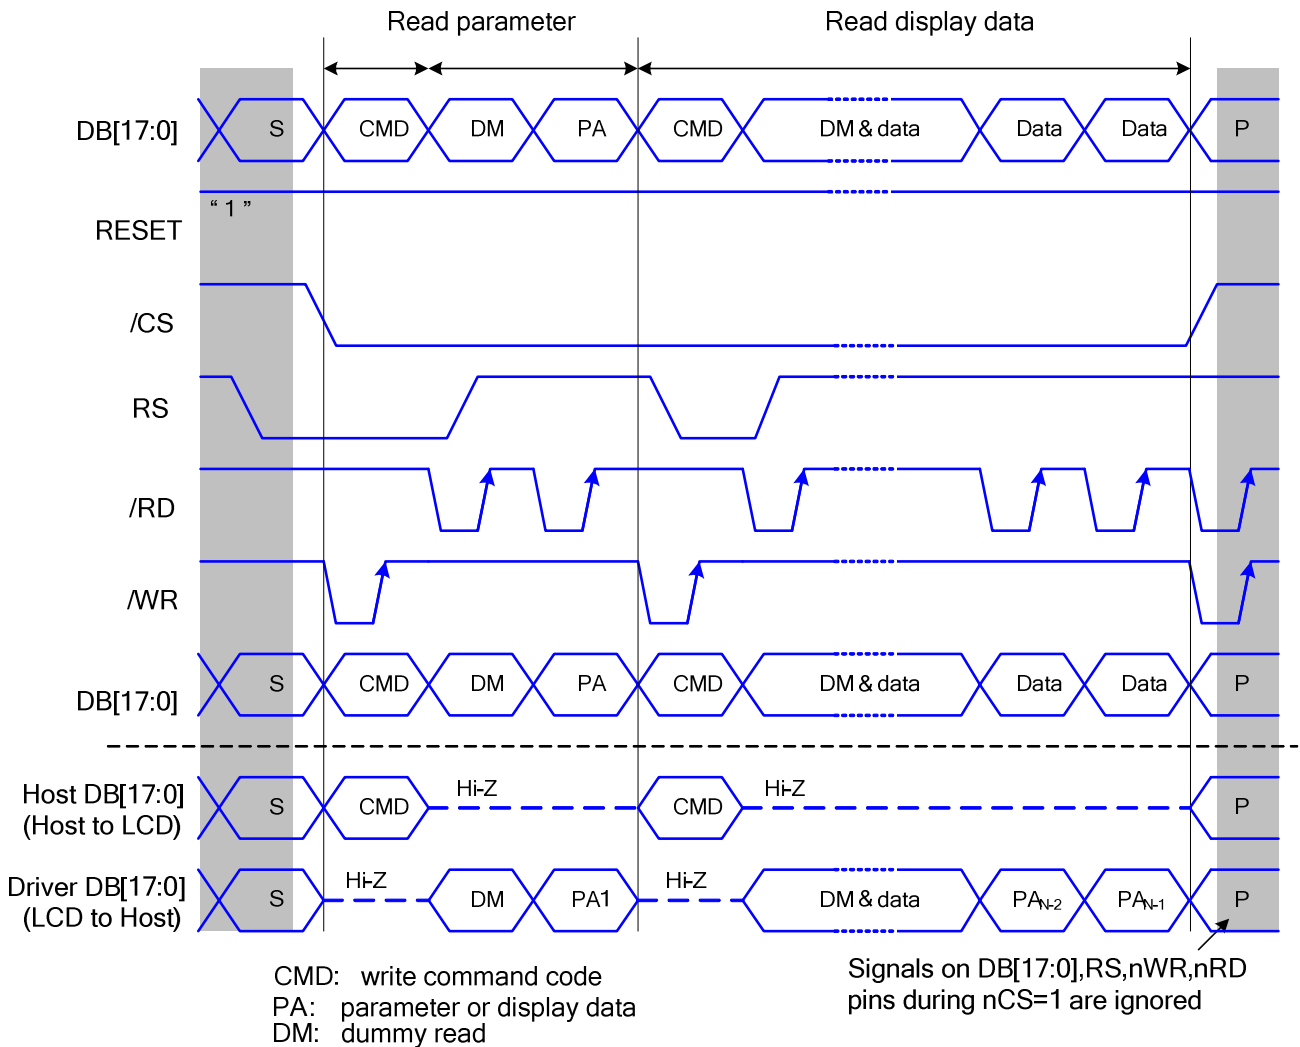 Read parameter Read display data
DB[17:0] S CMD DM PA CMD DM & data Data Data P
“ 1 ”
RESET
/CS
RS
/RD
/WR
DB[17:0] S CMD DM PA CMD DM & data Data Data P
Host DB[17:0]
(Host to LCD)
S CMD Hi-Z CMD Hi-Z P
Driver DB[17:0]
(LCD to Host)
S Hi-Z DM PA1 Hi-Z DM & data PAN-2 PAN-1 P
CMD: write command code
PA: parameter or display data
DM: dummy read
Signals on DB[17:0],RS,nWR,nRD
pins during nCS=1 are ignored